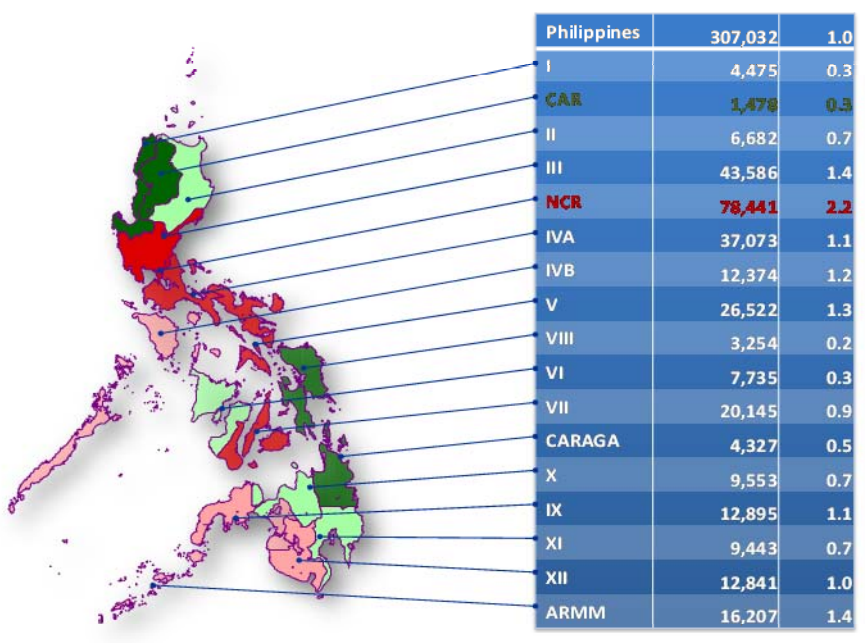 Philippines 307,032 1.0
I 4,475 0.3
CAR 1,478 0.3
II 6,682 0.7
III 43,586 1.4
NCR 78,441 2.2
IVA 37,073 1.1
IVB 12,374 1.2
V 26,522 1.3
VIII 3,254 0.2
VI 7,735 0.3
VII 20,145 0.9
CARAGA 4,327 0.5
X 9,553 0.7
IX 12,895 1.1
XI 9,443 0.7
XII 12,841 1.0
ARMM 16,207 1.4